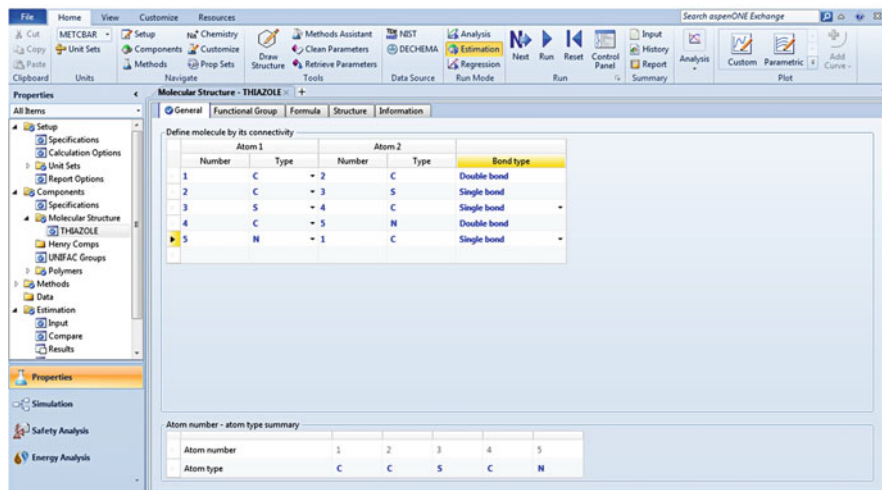 File Home View Customize Resources Search aspenONE Exchange
Cut METCBAR Setup Na+ Chemistry Methods Assistant NIST Analysis Input
Copy Unit Sets Components Customize Draw Structure Clean Parameters DECHEMA Estimation Next Run Reset Control Panel History Analysis Custom Parametric Add Curve
Paste Methods Prop Sets Retrieve Parameters Regression Report
Clipboard Units Navigate Tools Data Source Run Mode Run Summary Plot
Properties Molecular Structure - THIAZOLE +
All Items General Functional Group Formula Structure Information
Setup
Specifications
Calculation Options
Unit Sets
Report Options
Components
Specifications
Molecular Structure
THIAZOLE
Henry Comps
UNIFAC Groups
Polymers
Methods
Data
Estimation
Input
Compare
Results
Properties
Simulation
Safety Analysis
Energy Analysis
Define molecule by its connectivity
Atom 1 Atom 2
Number Type Number Type Bond type
1 C 2 C Double bond
2 C 3 S Single bond
3 S 4 C Single bond
4 C 5 N Double bond
5 N 1 C Single bond
Atom number - atom type summary
Atom number 1 2 3 4 5
Atom type C C S C N